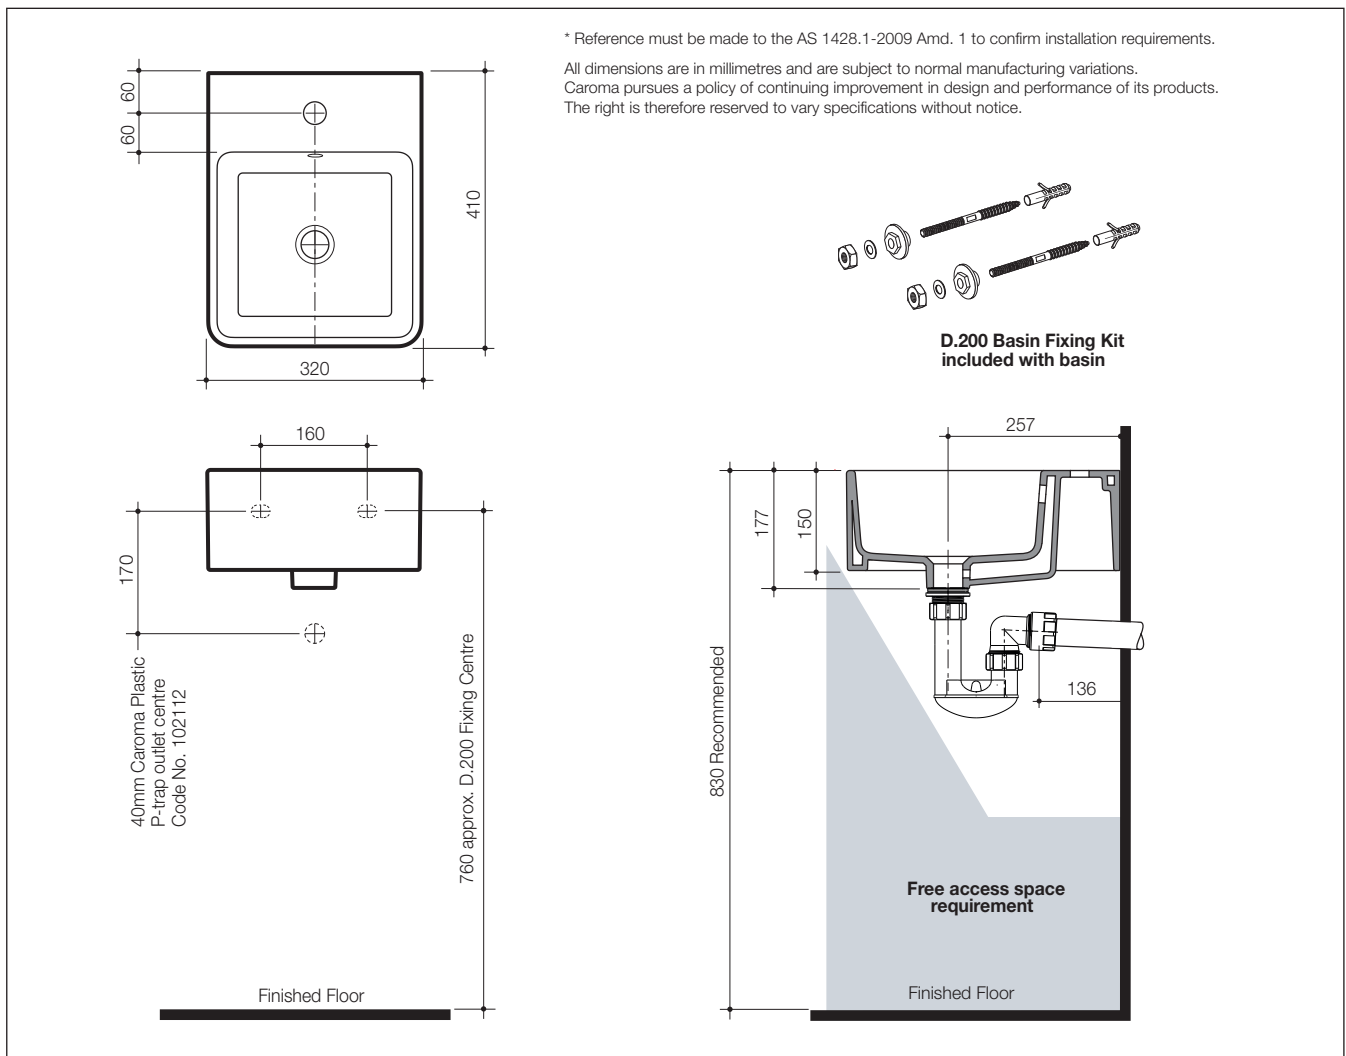 * Reference must be made to the AS 1428.1-2009 Amd. 1 to confirm installation requirements.
All dimensions are in millimetres and are subject to normal manufacturing variations.
Caroma pursues a policy of continuing improvement in design and performance of its products.
The right is therefore reserved to vary specifications without notice.
60
60
410
320
D.200 Basin Fixing Kit
included with basin
160
170
40mm Caroma Plastic
P-trap outlet centre
Code No. 102112
760 approx. D.200 Fixing Centre
Finished Floor
257
177
150
830 Recommended
136
Free access space
requirement
Finished Floor